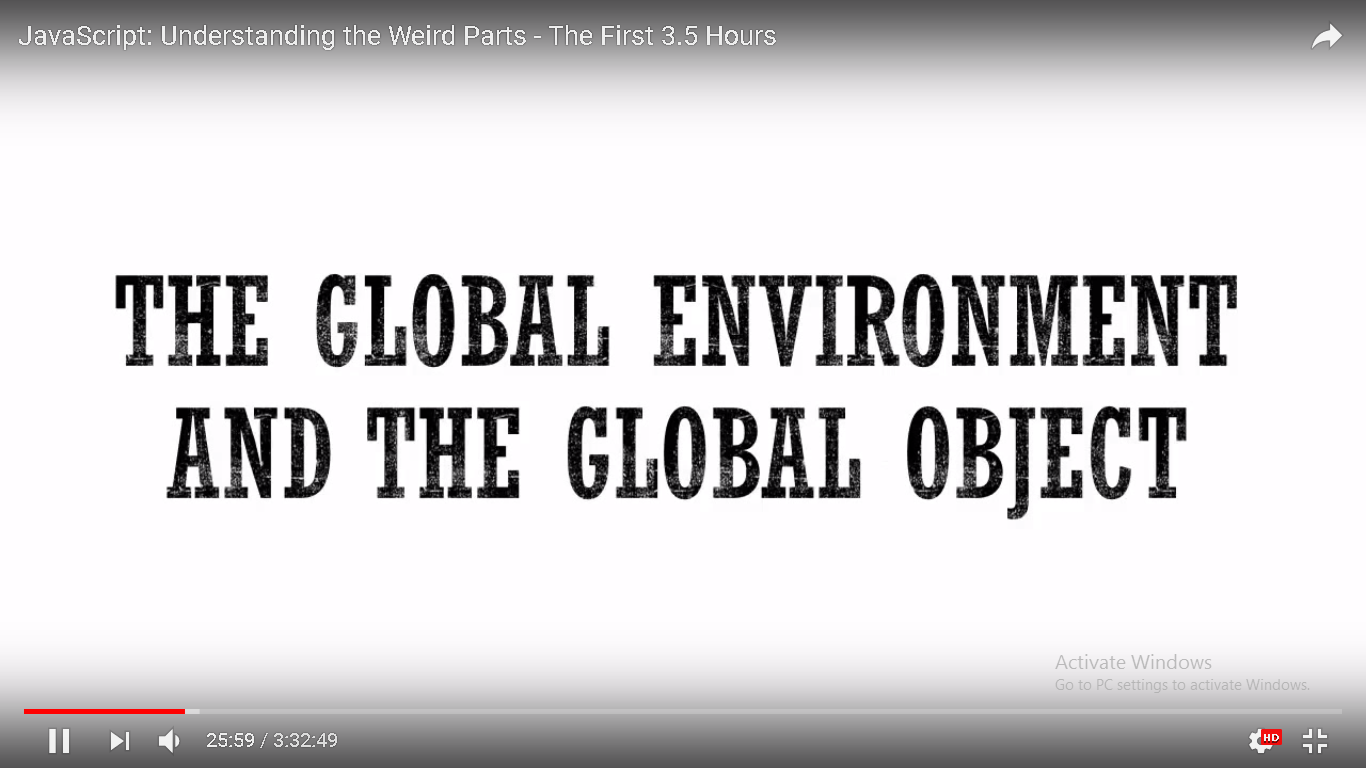 JavaScript: Understanding the Weird Parts - The First 3.5 Hours
THE GLOBAL ENVIRONMENT
AND THE GLOBAL OBJECT
Activate Windows
Go to PC settings to activate Windows.
25:59 / 3:32:49
HD